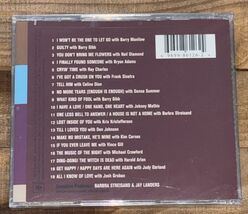 1 I WON'T BE THE ONE TO LET GO with Barry Manilow
2 GUILTY with Barry Gibb
3 YOU DON'T BRING ME FLOWERS with Neil Diamond
4 I FINALLY FOUND SOMEONE with Bryan Adams
5 CRYIN' TIME with Ray Charles
6 I'VE GOT A CRUSH ON YOU with Frank Sinatra
7 TELL HIM with Celine Dion
8 NO MORE TEARS (ENOUGH IS ENOUGH) with Donna Summer
9 WHAT KIND OF FOOL with Barry Gibb
10 I HAVE A LOVE / ONE HAND, ONE HEART with Johnny Mathis
11 ONE LESS BELL TO ANSWER / A HOUSE IS NOT A HOME with Barbra Streisand
12 LOST INSIDE OF YOU with Kris Kristofferson
13 TILL I LOVED YOU with Don Johnson
14 MAKE NO MISTAKE, HE'S MINE with Kim Carnes
15 IF YOU EVER LEAVE ME with Vince Gill
16 THE MUSIC OF THE NIGHT with Michael Crawford
17 DING-DONG! THE WITCH IS DEAD with Harold Arlen
18 GET HAPPY / HAPPY DAYS ARE HERE AGAIN with Judy Garland
19 ALL I KNOW OF LOVE with Josh Groban
BARBRA STREISAND & JAY LANDERS